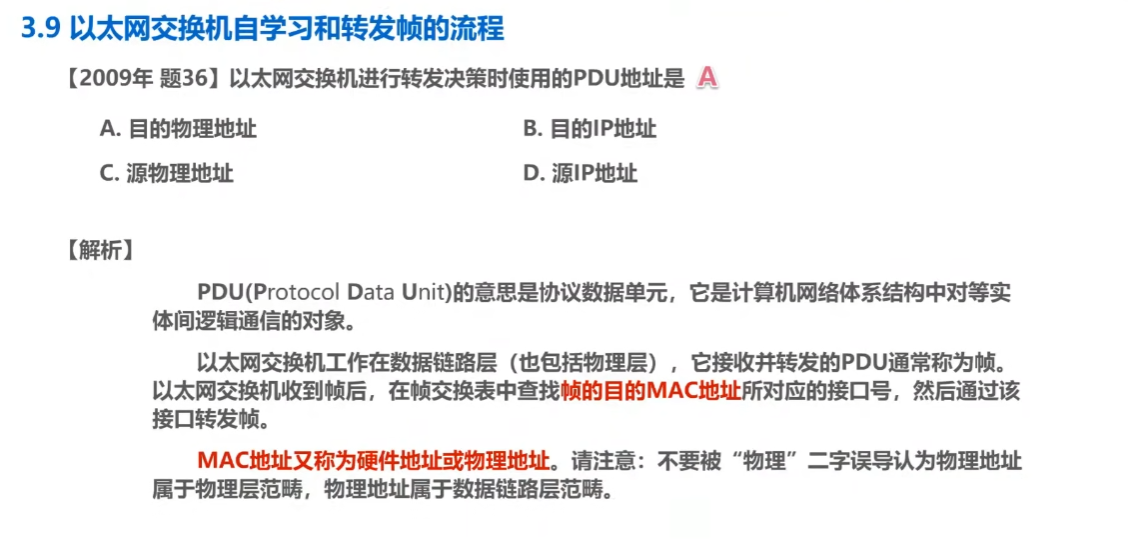 3.9 以太网交换机自学习和转发帧的流程
【2009年 题36】以太网交换机进行转发决策时使用的PDU地址是 A
A. 目的物理地址
B. 目的IP地址
C. 源物理地址
D. 源IP地址
【解析】
PDU(Protocol Data Unit)的意思是协议数据单元，它是计算机网络体系结构中对等实
体间逻辑通信的对象。
以太网交换机工作在数据链路层（也包括物理层），它接收并转发的PDU通常称为帧。
以太网交换机收到帧后，在帧交换表中查找帧的目的MAC地址所对应的接口号，然后通过该
接口转发帧。
MAC地址又称为硬件地址或物理地址。请注意：不要被“物理”二字误导认为物理地址
属于物理层范畴，物理地址属于数据链路层范畴。